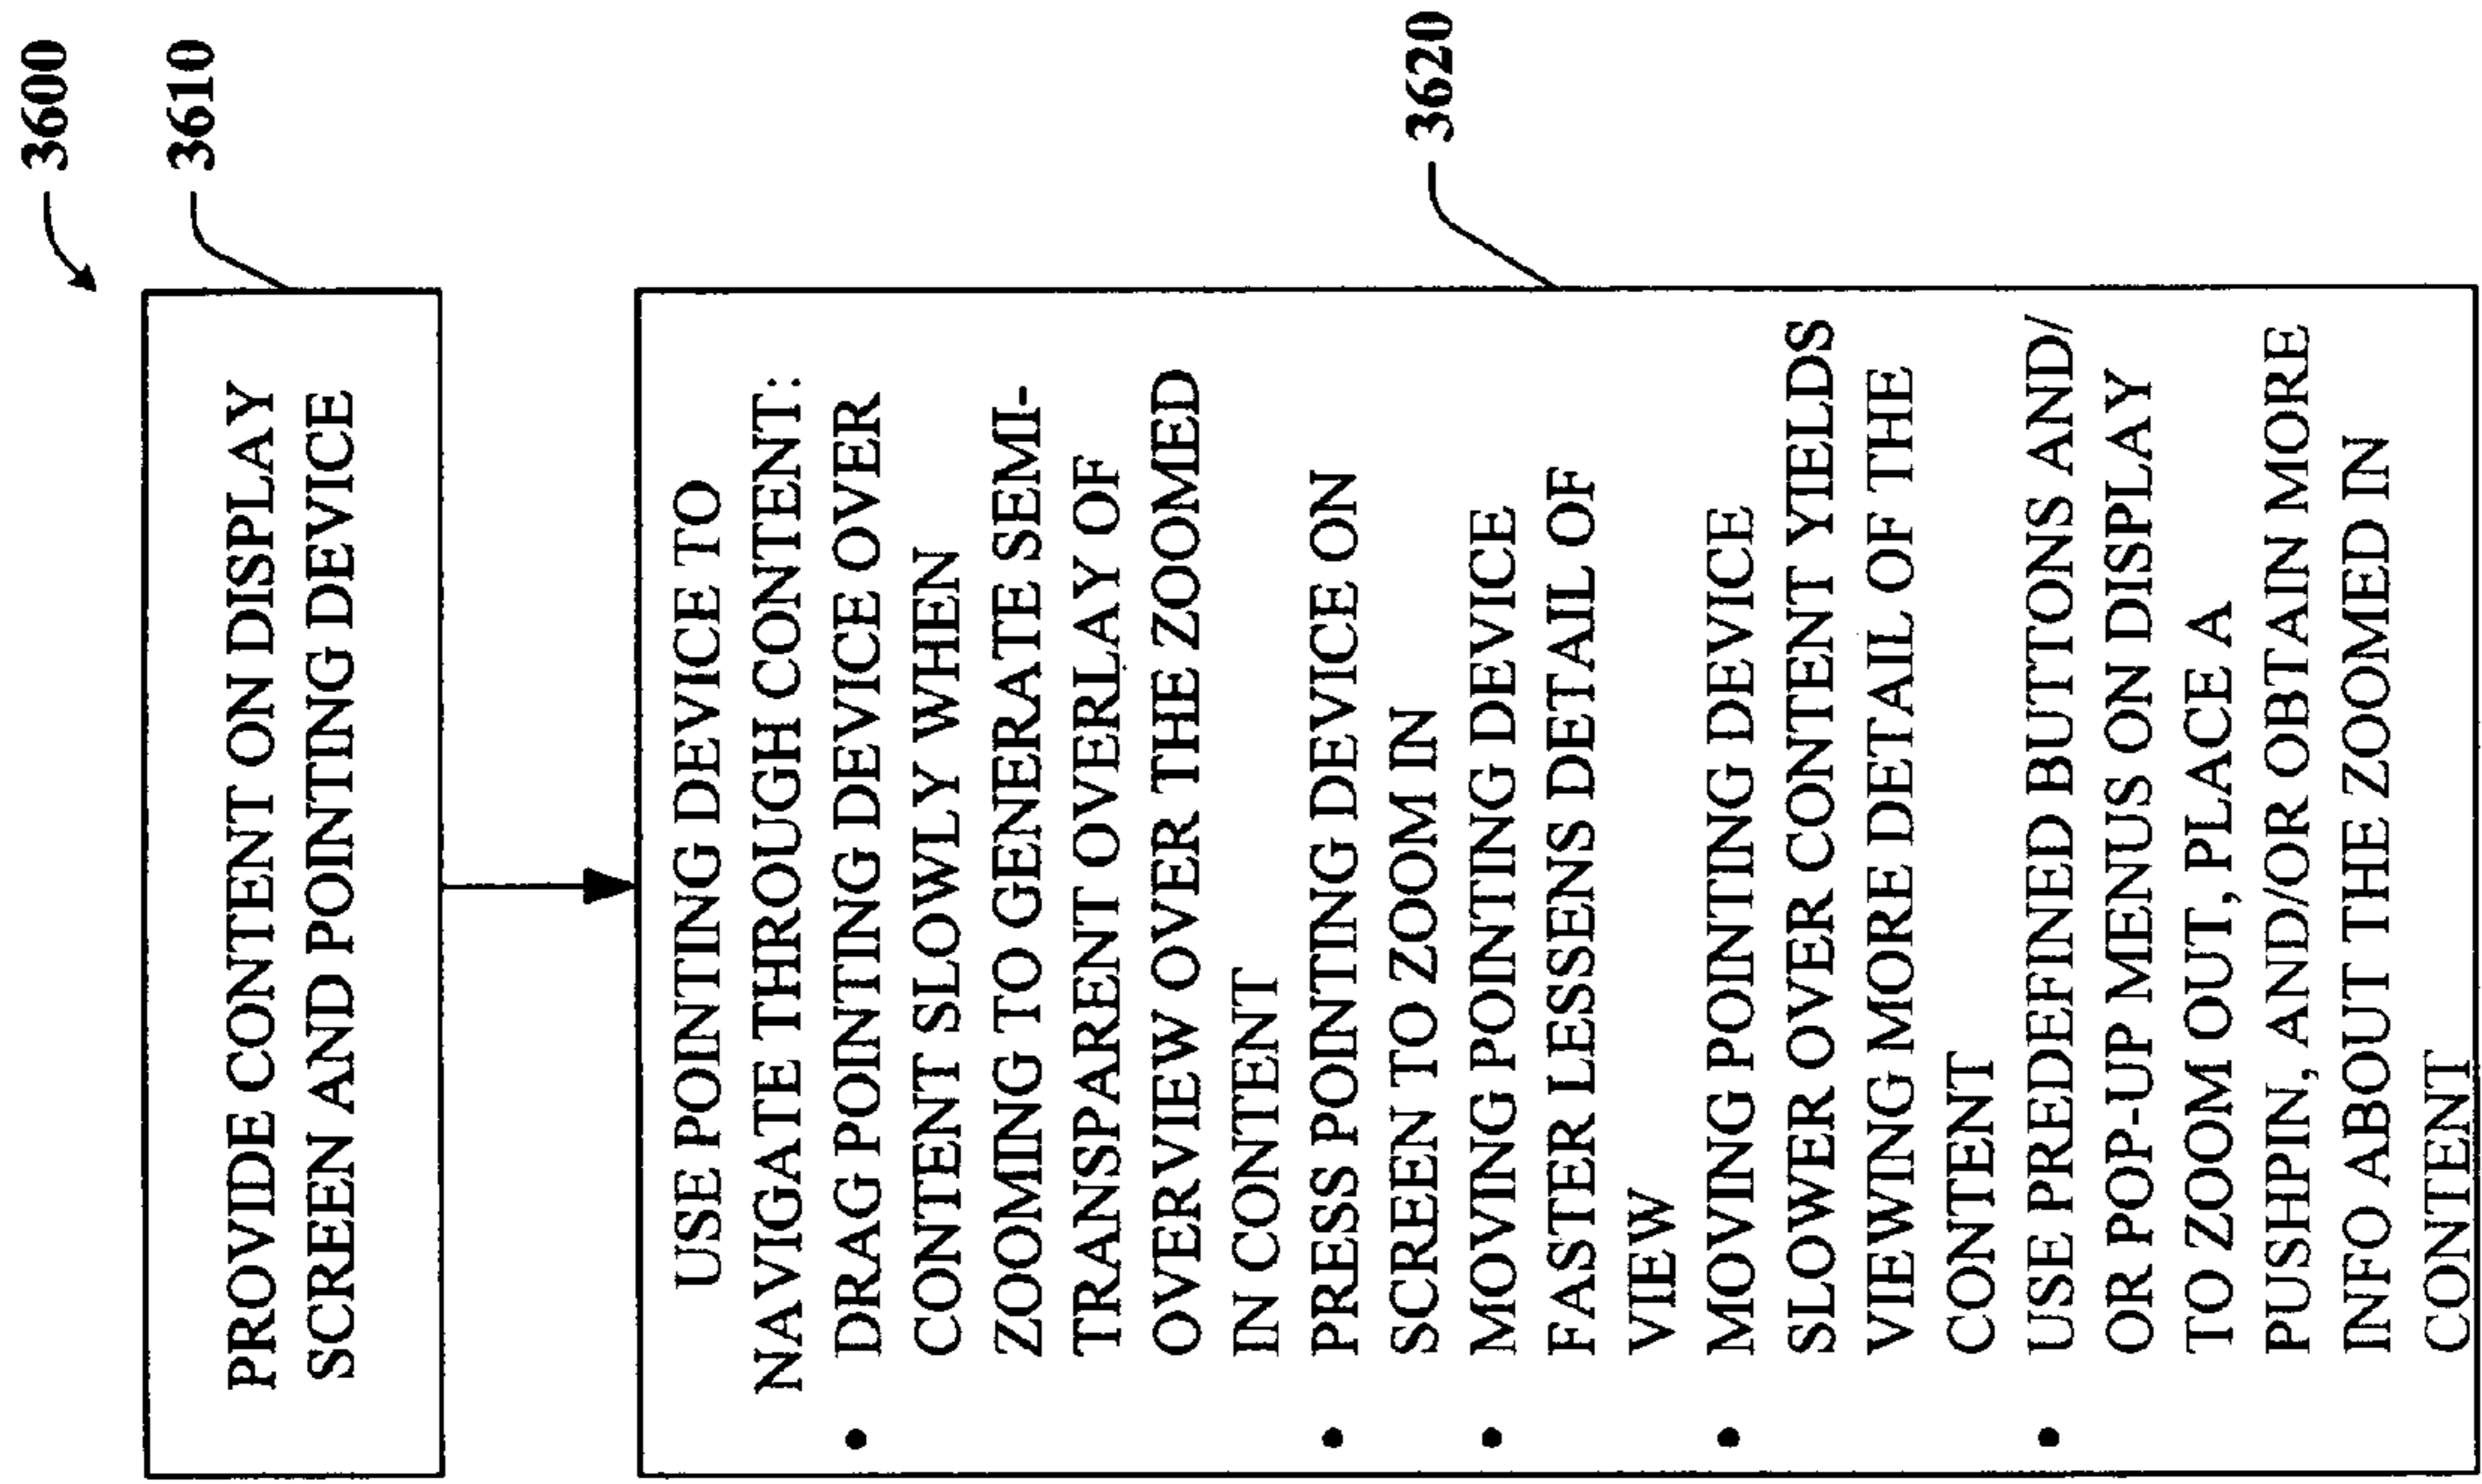 3600
3610
PROVIDE CONTENT ON DISPLAY
SCREEN AND POINTING DEVICE
3620
USE POINTING DEVICE TO
NAVIGATE THROUGH CONTENT:
• DRAG POINTING DEVICE OVER
CONTENT SLOWLY WHEN
ZOOMING TO GENERATE SEMI-
TRANSPARENT OVERLAY OF
OVERVIEW OVER THE ZOOMED
IN CONTENT
• PRESS POINTING DEVICE ON
SCREEN TO ZOOM IN
• MOVING POINTING DEVICE
FASTER LESSENS DETAIL OF
VIEW
• MOVING POINTING DEVICE
SLOWER OVER CONTENT YIELDS
VIEWING MORE DETAIL OF THE
CONTENT
• USE PREDEFINED BUTTONS AND/
OR POP-UP MENUS ON DISPLAY
TO ZOOM OUT, PLACE A
PUSHPIN, AND/OR OBTAIN MORE
INFO ABOUT THE ZOOMED IN
CONTENT